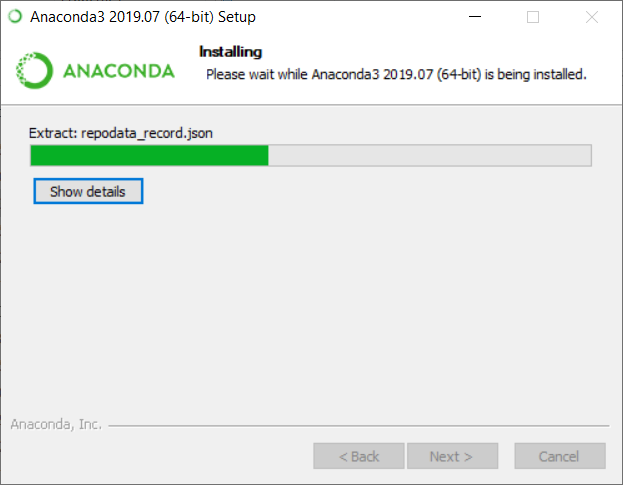 Anaconda3 2019.07 (64-bit) Setup
ANACONDA
Installing
Please wait while Anaconda3 2019.07 (64-bit) is being installed.
Extract: repodata_record.json
Show details
Anaconda, Inc.
< Back Next > Cancel